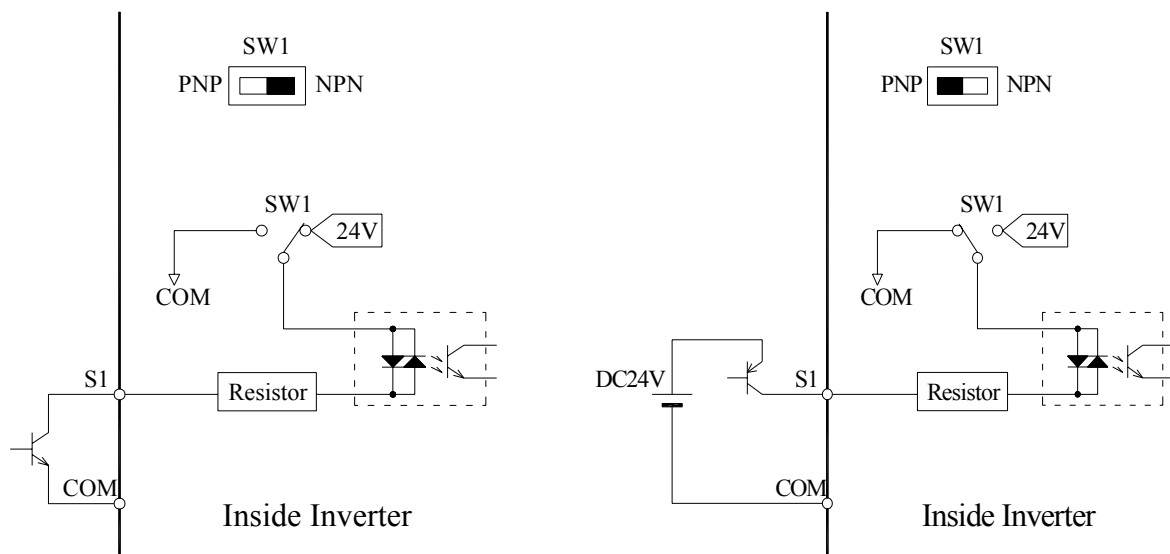 SW1
PNP NPN
SW1
24V
COM
S1
Resistor
COM
Inside Inverter
SW1
PNP NPN
SW1
24V
COM
DC24V
S1
Resistor
COM
Inside Inverter